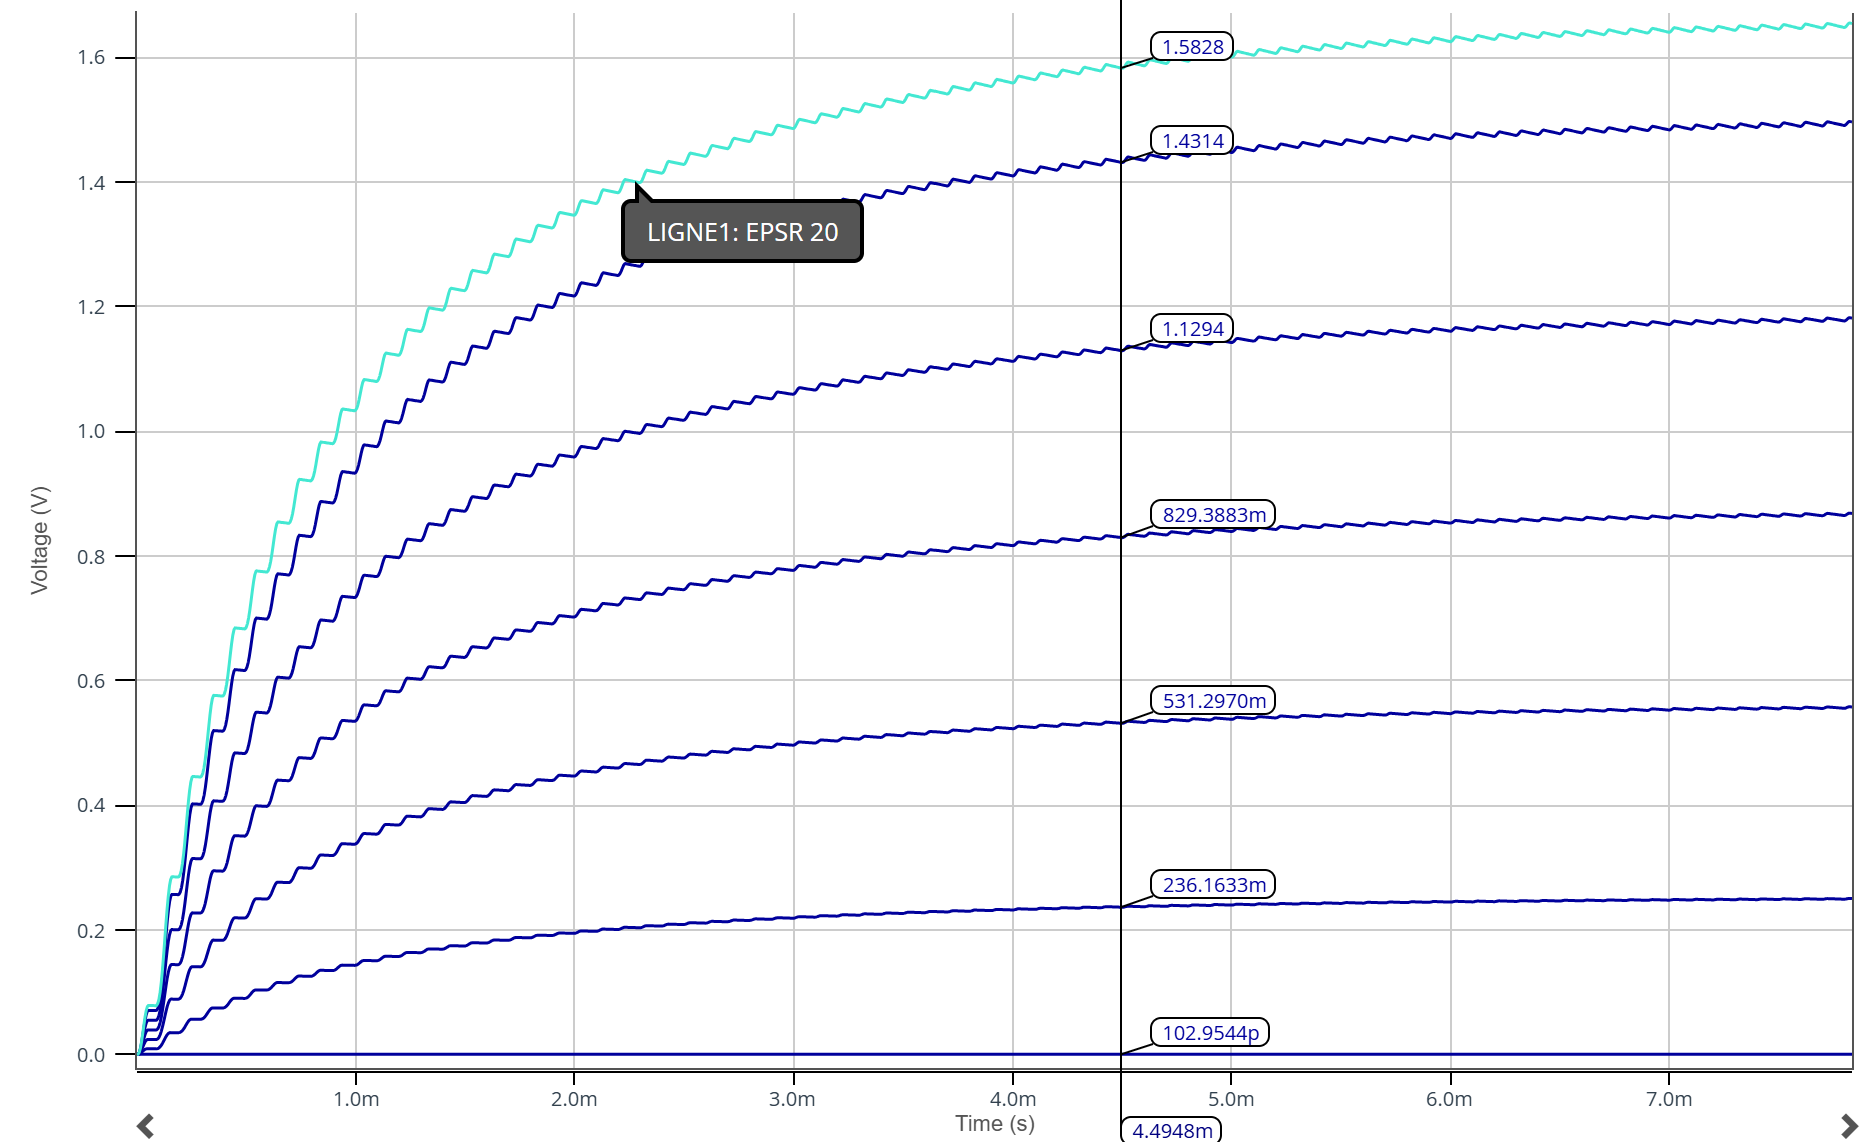 1.6
1.4
1.2
1.0
0.8
0.6
0.4
0.2
0.0
Voltage (V)
1.5828
1.4314
LIGNE1: EPSR 20
1.1294
829.3883m
531.2970m
236.1633m
102.9544p
1.0m 2.0m 3.0m 4.0m 5.0m 6.0m 7.0m
Time (s)
4.4948m